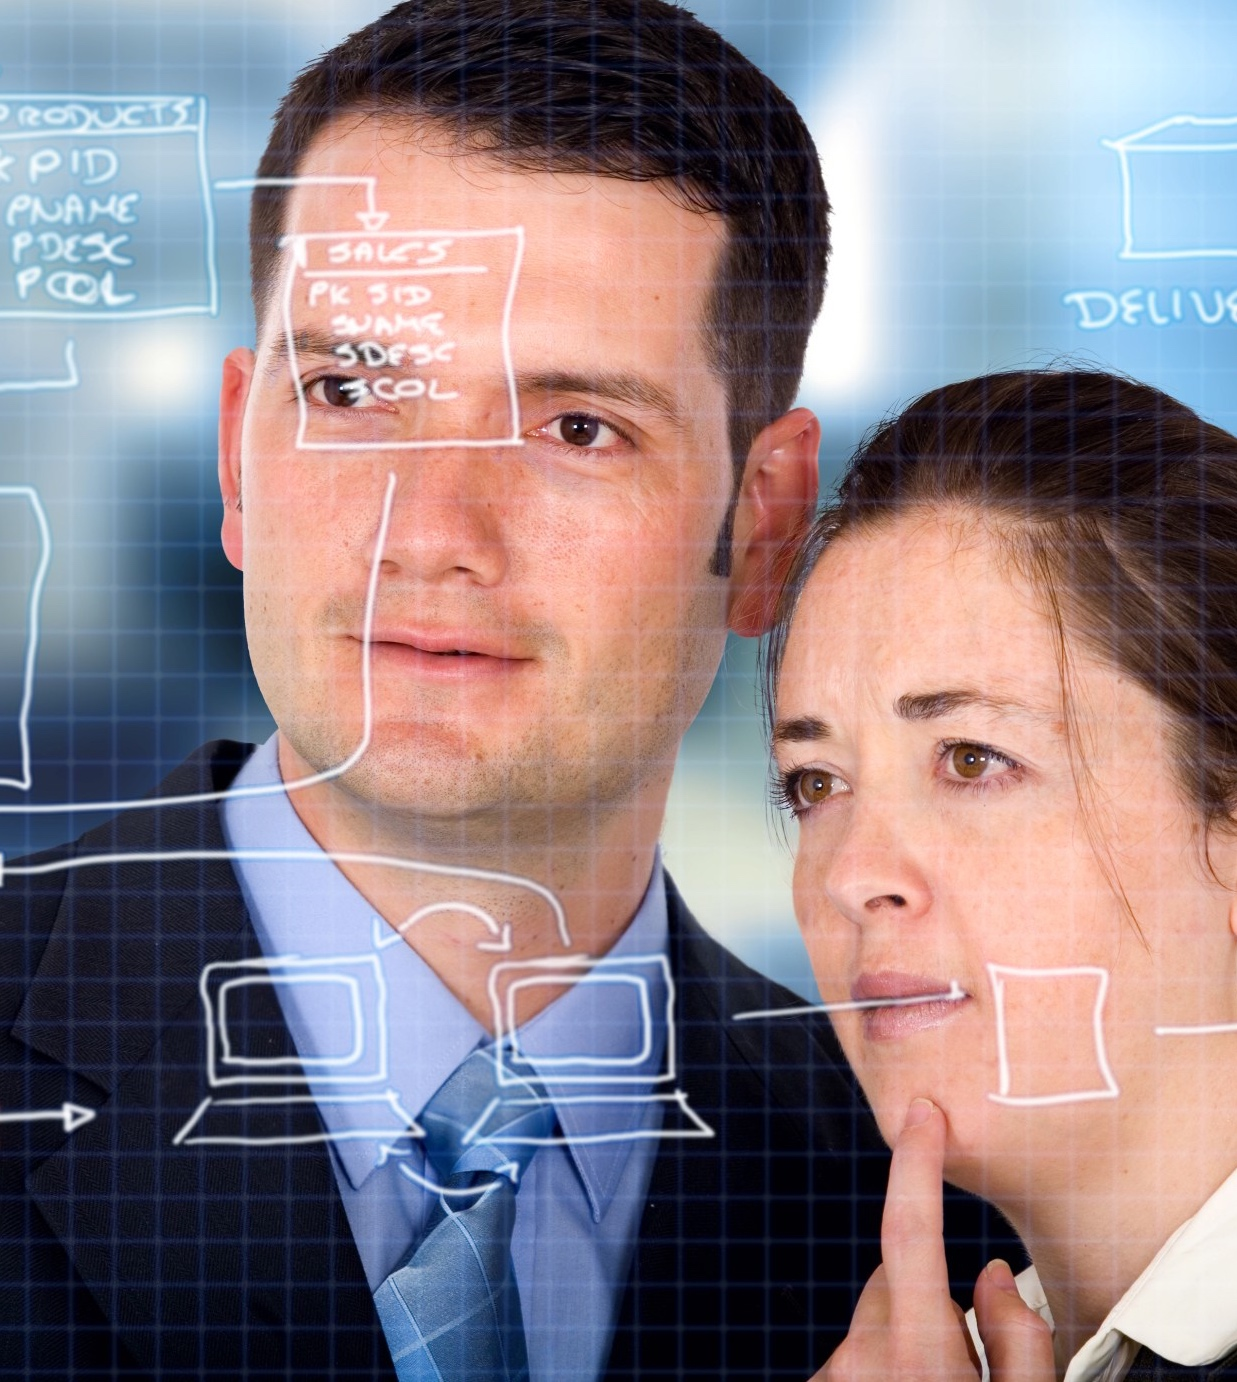 PRODUCTS
K PID
PNAME
PDESC
PCOL
SALES
PK SID
SNAME
SDESC
SCOL
DELIVE